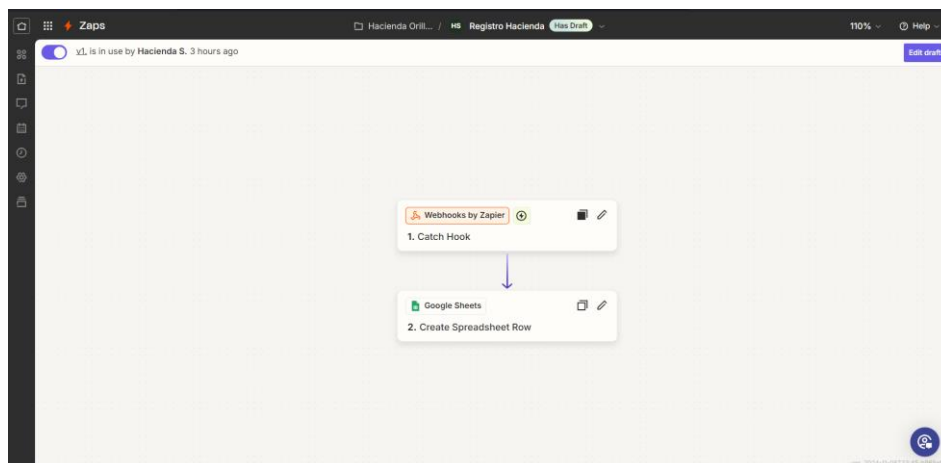 Zaps
Hacienda Orill... / HS Registro Hacienda Has Draft
110%
Help
v1. is in use by Hacienda S. 3 hours ago
Edit draft
Webhooks by Zapier
1. Catch Hook
Google Sheets
2. Create Spreadsheet Row